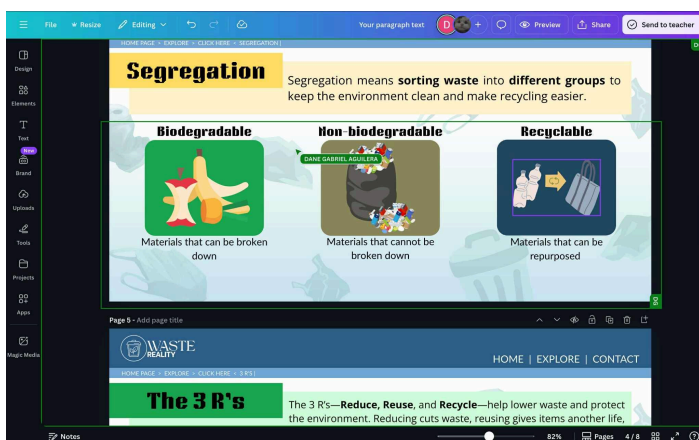 File
Resize
Editing
Your paragraph text
D
+
Preview
Share
Send to teacher
Design
Elements
Text
New
Brand
Uploads
Tools
Projects
Apps
Magic Media
HOME PAGE + EXPLORE + CLICK HERE + SEGREGATION |
Segregation
Segregation means sorting waste into different groups to
keep the environment clean and make recycling easier.
Biodegradable
Non-biodegradable
Recyclable
DANE GABRIEL AGUILERA
Materials that can be broken
down
Materials that cannot be
broken down
Materials that can be
repurposed
DG
Page 5 - Add page title
WASTE
REALITY
HOME | EXPLORE | CONTACT
HOME PAGE + EXPLORE + CLICK HERE + 3 R'S |
The 3 R's
The 3 R's—Reduce, Reuse, and Recycle—help lower waste and protect
the environment. Reducing cuts waste, reusing gives items another life,
Notes
82%
Pages
4 / 8